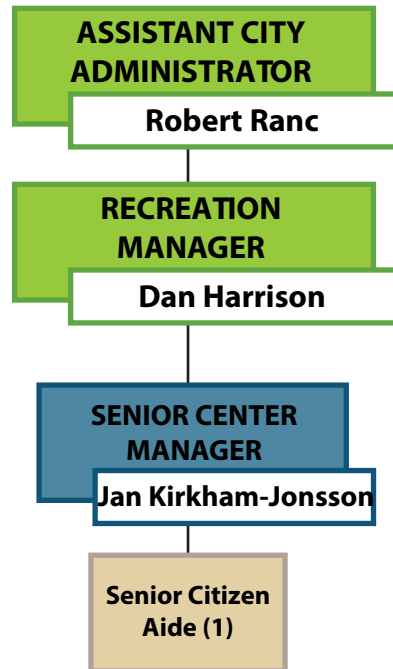 ASSISTANT CITY
ADMINISTRATOR
Robert Ranc
RECREATION
MANAGER
Dan Harrison
SENIOR CENTER
MANAGER
Jan Kirkham-Jonsson
Senior Citizen
Aide (1)